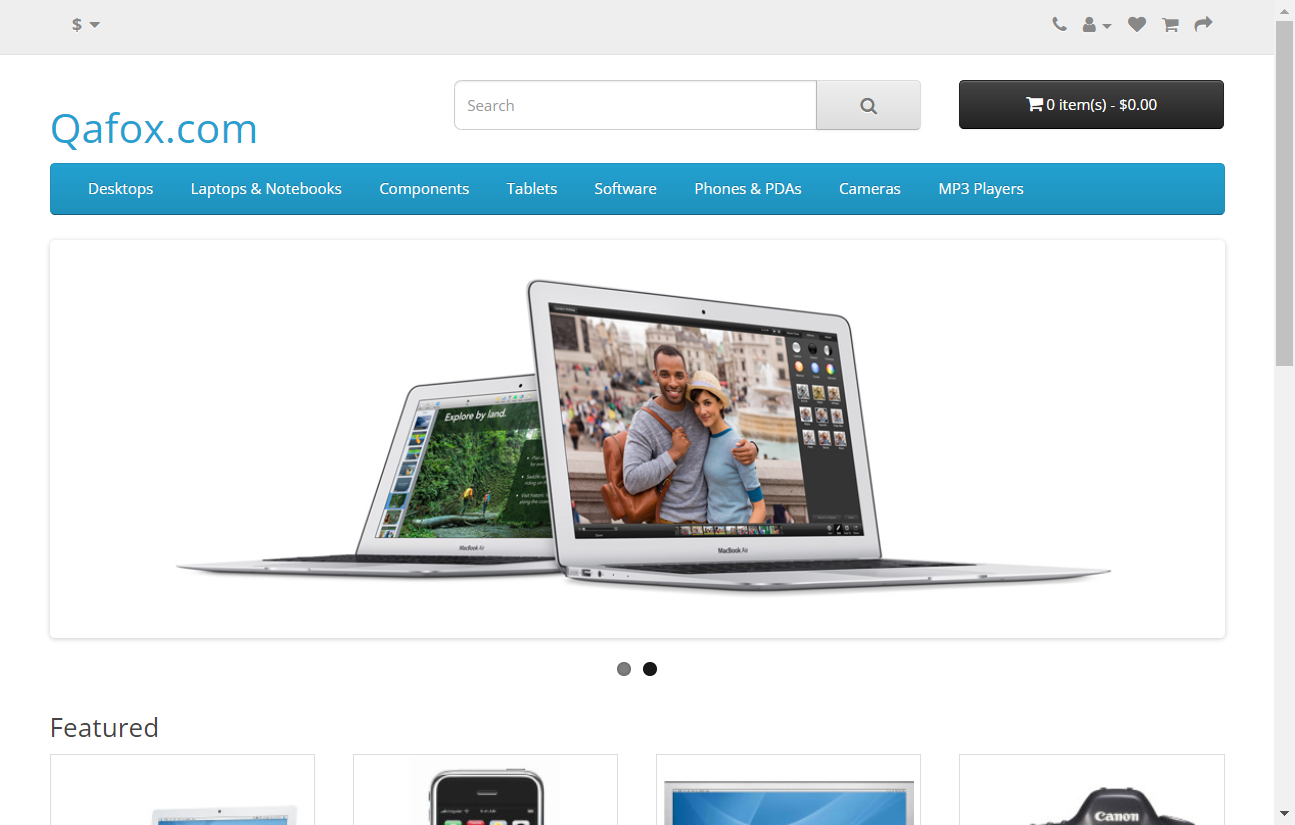 $
Search
0 item(s) - $0.00
Qafox.com
Desktops
Laptops & Notebooks
Components
Tablets
Software
Phones & PDAs
Cameras
MP3 Players
Explore by land.
MacBook Air
MacBook Air
Featured
Canon